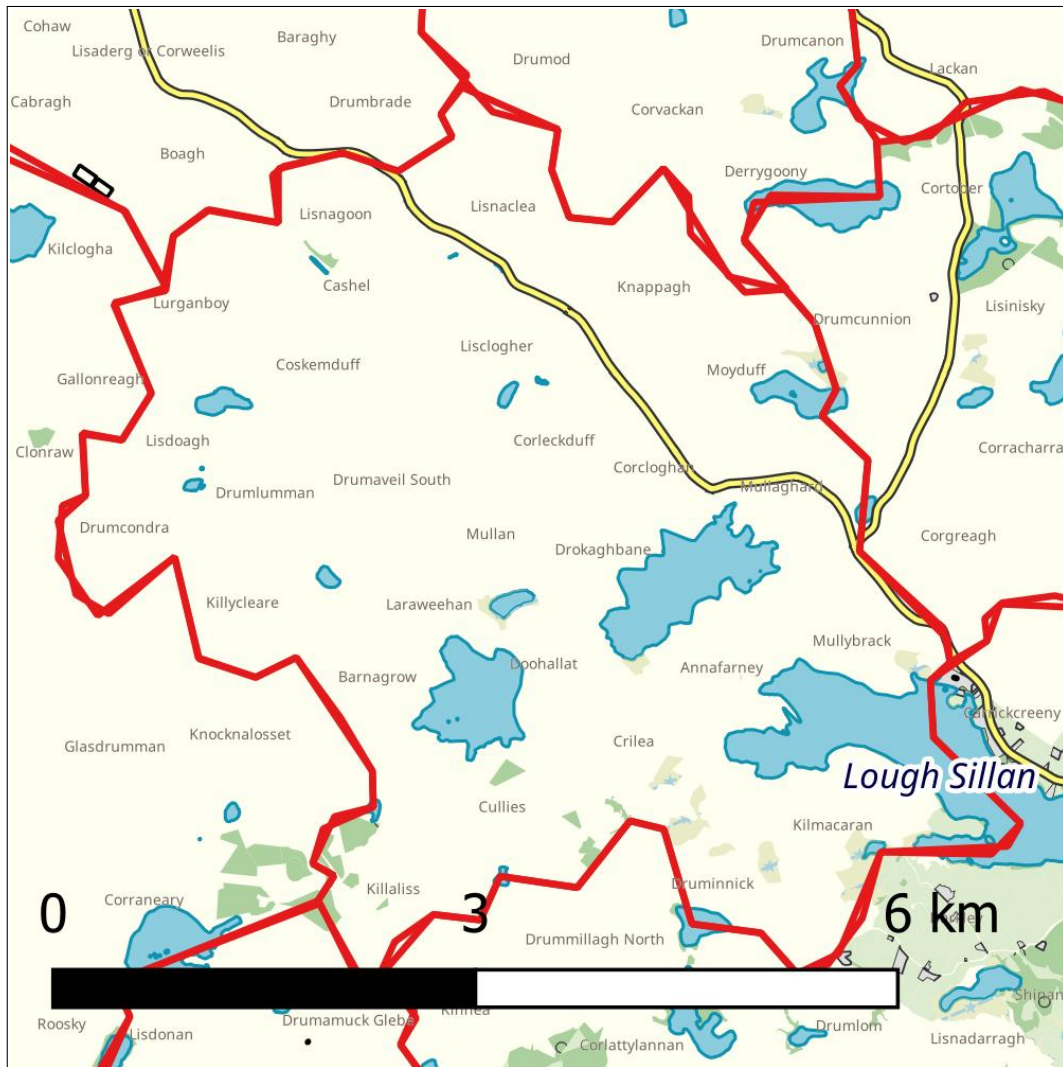 Cohaw
Baraghy
Drumcanon
Lisaderg or Corweelis
Drumod
Lackan
Cabragh
Drumbrade
Corvackan
Boagh
Derrygoony
Cortober
Lisnagoon
Lisnaclea
Kilclogha
Cashel
Knappagh
Lurganboy
Lisinisky
Drumcunnion
Lisclogher
Coskemduff
Moyduff
Gallonreagh
Lisdoagh
Corleckduff
Corracharra
Clonraw
Corcloghan
Drumaveil South
Mullaghard
Drumlumman
Drumcondra
Mullan
Corgreagh
Drokaghbane
Killycleare
Laraweehan
Mullybrack
Doohallat
Annafarney
Barnagrow
Carrickcreeny
Knocknalosset
Crilea
Glasdrumman
Lough Sillan
Cullies
Kilmacaran
Druminnick
Killaliss
Corraneary
0
3
6 km
Drummillagh North
Shinan
Roosky
Lisdonan
Drumamuck Glebe
Kinnea
Drumlom
Corlattylannan
Lisnadarragh